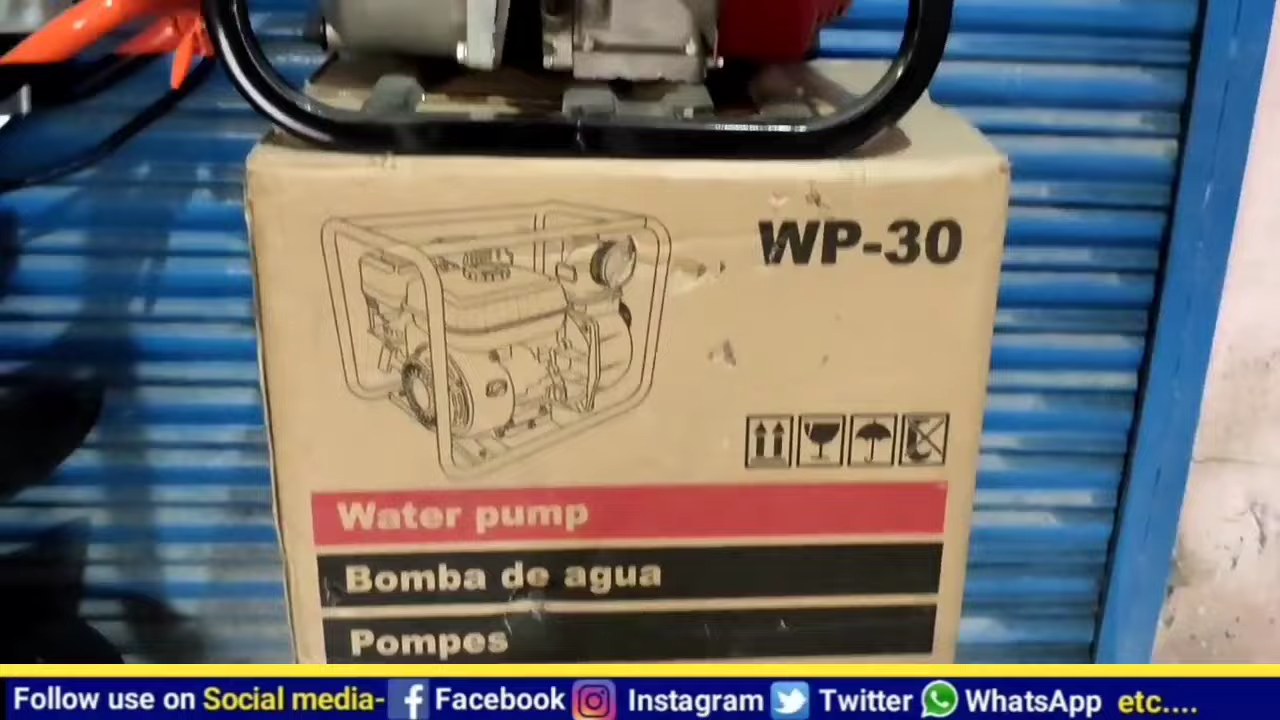 WP-30
Water pump
Bomba de agua
Pompes
Follow use on Social media- Facebook Instagram Twitter WhatsApp etc....